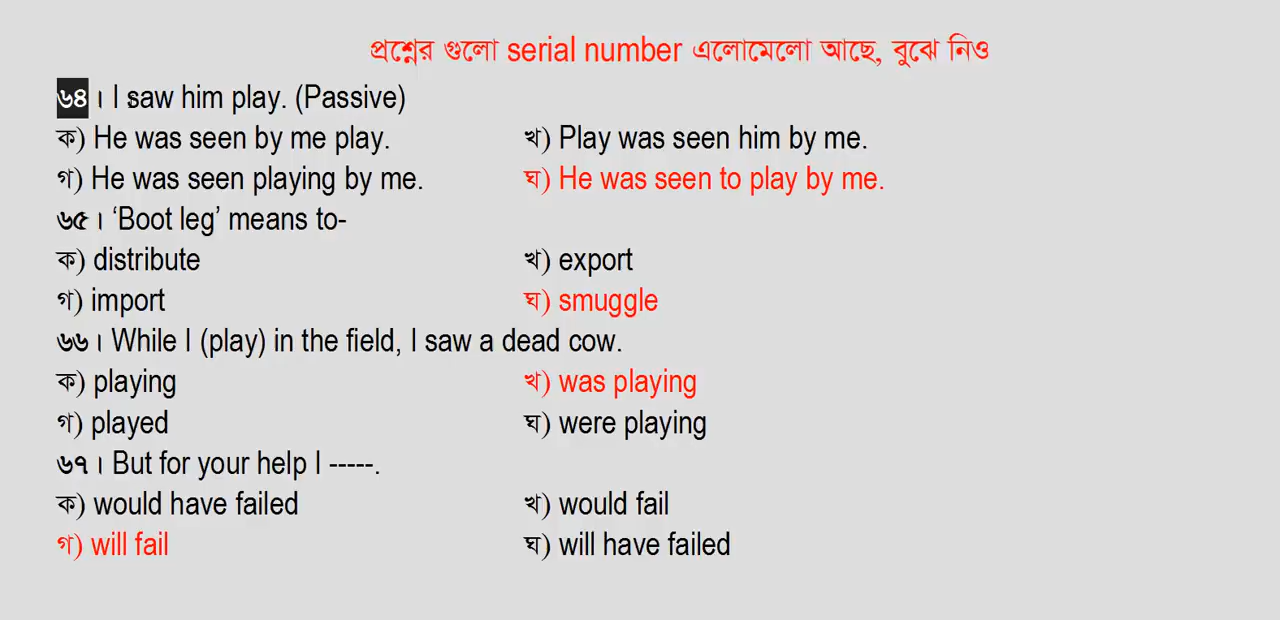 প্রশ্নের গুলো serial number এলোমেলো আছে, বুঝে নিও
৬৪। I saw him play. (Passive)
ক) He was seen by me play. খ) Play was seen him by me.
গ) He was seen playing by me. ঘ) He was seen to play by me.
৬৫। ‘Boot leg’ means to-
ক) distribute খ) export
গ) import ঘ) smuggle
৬৬। While I (play) in the field, I saw a dead cow.
ক) playing খ) was playing
গ) played ঘ) were playing
৬৭। But for your help I -----.
ক) would have failed খ) would fail
গ) will fail ঘ) will have failed